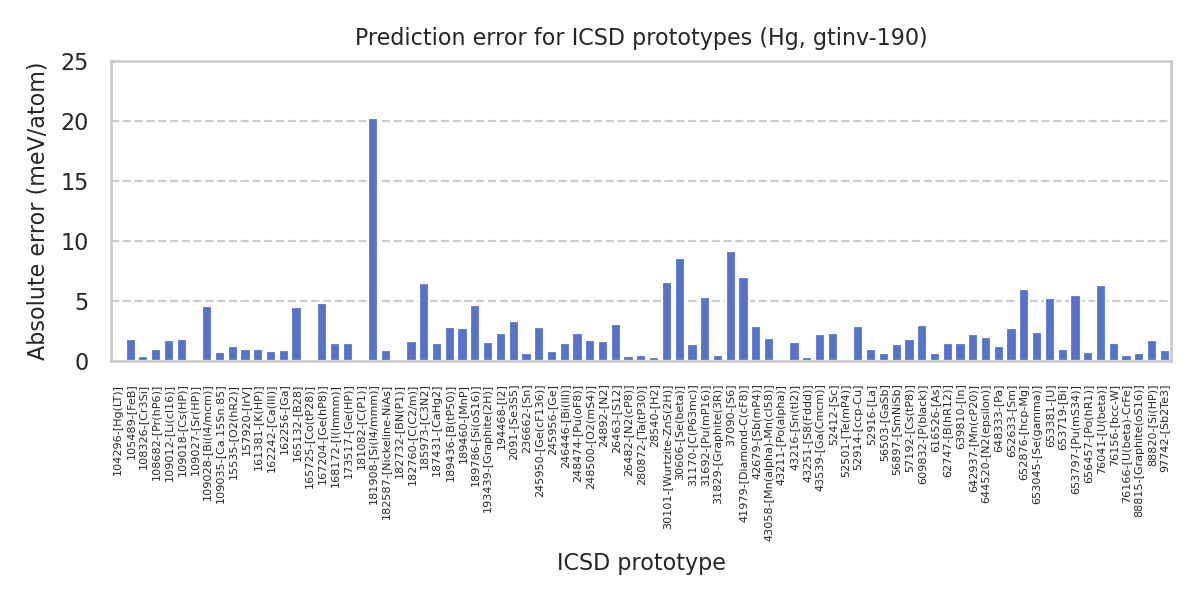 Prediction error for ICSD prototypes (Hg, gtinv-190)
Absolute error (meV/atom)
25
20
15
10
5
0
104296-[Hg(LT)]
105489-[FeB]
108326-[Cr3Si]
108682-[Pr(hP6)]
109012-[Li(cI16)]
109018-[Cs(HP)]
109027-[Sr(HP)]
109028-[Bi(I4/mcm)]
109035-[Ca.15Sn.85]
15535-[O2(hR2)]
157920-[IrV]
161381-[K(HP)]
162242-[Ca(III)]
162256-[Ga]
165132-[B28]
165725-[Co(tP28)]
167204-[Ge(hP8)]
168172-[I(Immm)]
173517-[Ge(HP)]
181082-[C(P1)]
181908-[Si(I4/mmm)]
182587-[Nickeline-NiAs]
182732-[BN(P1)]
182760-[C(C2/m)]
185973-[C3N2]
187431-[CaHg2]
189436-[B(tP50)]
189460-[MnP]
189786-[Si(oS16)]
193439-[Graphite(2H)]
194468-[I2]
2091-[Se3S5]
236662-[Sn]
245950-[Ge(cF136)]
245956-[Ge]
246446-[Bi(III)]
248474-[Pu(oF8)]
248500-[O2(mS4)]
24892-[N2]
26463-[S12]
26482-[N2(cP8)]
280872-[Ta(tP30)]
28540-[H2]
30101-[Wurtzite-ZnS(2H)]
30606-[Se(beta)]
31170-[C(P63mc)]
31692-[Pu(mP16)]
31829-[Graphite(3R)]
37090-[S6]
41979-[Diamond-C(cF8)]
42679-[Sb(mP4)]
43058-[Mn(alpha)-Mn(cI58)]
43211-[Po(alpha)]
43216-[Sn(tI2)]
43251-[S8(Fddd)]
43539-[Ga(Cmcm)]
52412-[Sc]
52501-[Te(mP4)]
52914-[ccp-Cu]
52916-[La]
56503-[GaSb]
56897-[SmNiSb]
57192-[Cs(tP8)]
609832-[P(black)]
616526-[As]
62747-[B(hR12)]
639810-[In]
642937-[Mn(cP20)]
644520-[N2(epsilon)]
648333-[Pa]
652633-[Sm]
652876-[hcp-Mg]
653045-[Se(gamma)]
653381-[U]
653719-[Bi]
653797-[Pu(mS34)]
656457-[Po(hR1)]
76041-[U(beta)]
76156-[bcc-W]
76166-[U(beta)-CrFe]
88815-[Graphite(oS16)]
88820-[Si(HP)]
97742-[Sb2Te3]
ICSD prototype